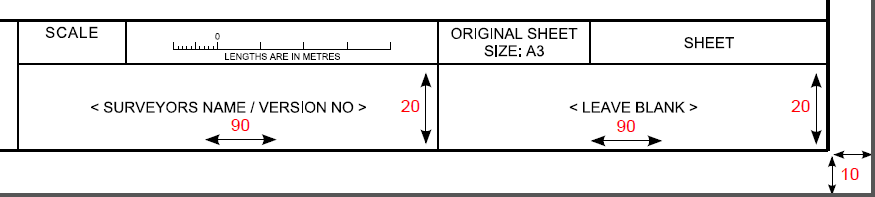 SCALE
0
LENGTHS ARE IN METRES
ORIGINAL SHEET
SIZE: A3
SHEET
< SURVEYORS NAME / VERSION NO >
20
90
< LEAVE BLANK >
20
90
10